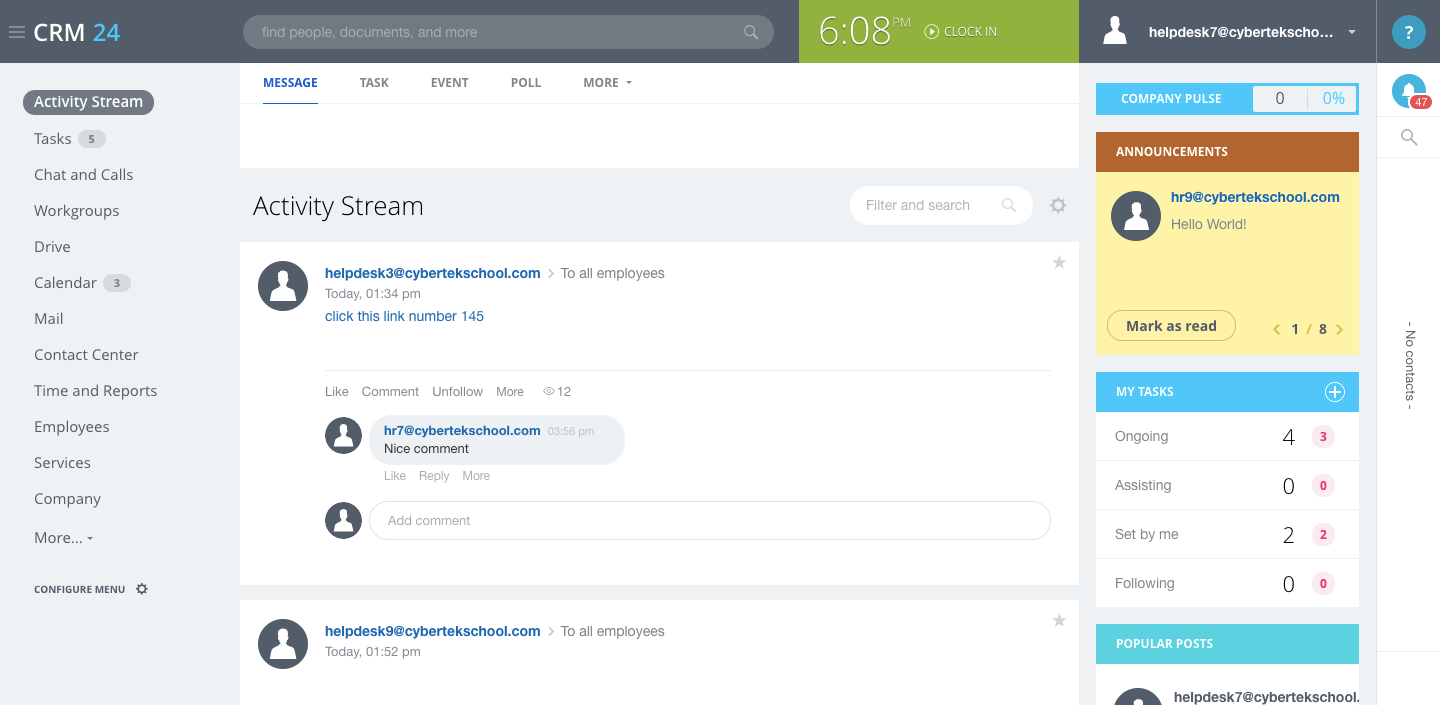 CRM 24
find people, documents, and more
6:08 PM
CLOCK IN
helpdesk7@cyberteksho...
?
Activity Stream
Tasks 5
Chat and Calls
Workgroups
Drive
Calendar 3
Mail
Contact Center
Time and Reports
Employees
Services
Company
More...
CONFIGURE MENU
MESSAGE TASK EVENT POLL MORE
Activity Stream
Filter and search
helpdesk3@cybertekschool.com > To all employees
Today, 01:34 pm
click this link number 145
Like Comment Unfollow More 12
hr7@cybertekschool.com 03:56 pm
Nice comment
Like Reply More
Add comment
helpdesk9@cybertekschool.com > To all employees
Today, 01:52 pm
COMPANY PULSE 0 0%
ANNOUNCEMENTS
hr9@cybertekschool.com
Hello World!
Mark as read
1 / 8
MY TASKS
Ongoing 4 3
Assisting 0 0
Set by me 2 2
Following 0 0
POPULAR POSTS
helpdesk7@cybertekschool.
47
- No contacts -